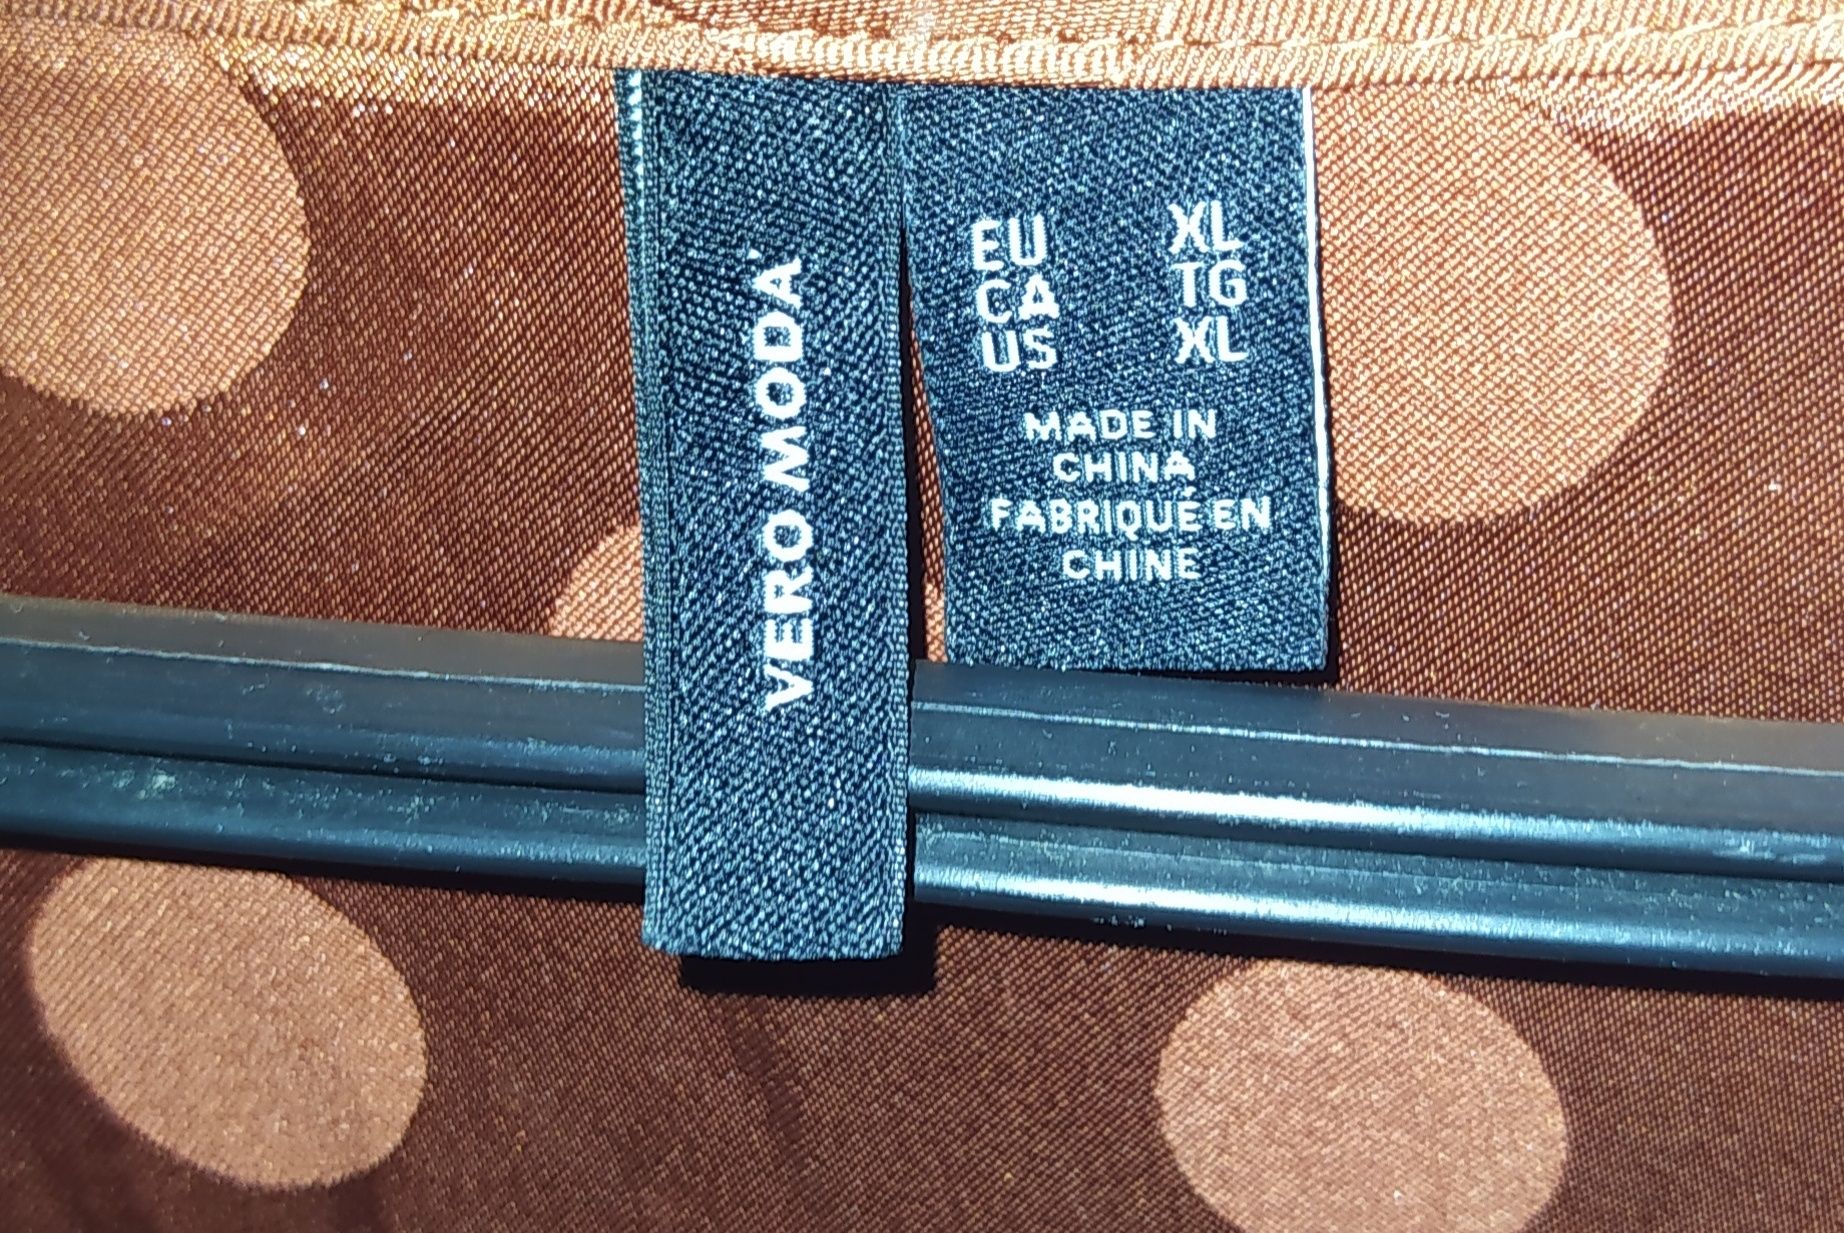 VERO MODA
EU XL
CA TG
US XL
MADE IN
CHINA
FABRIQUÉ EN
CHINE